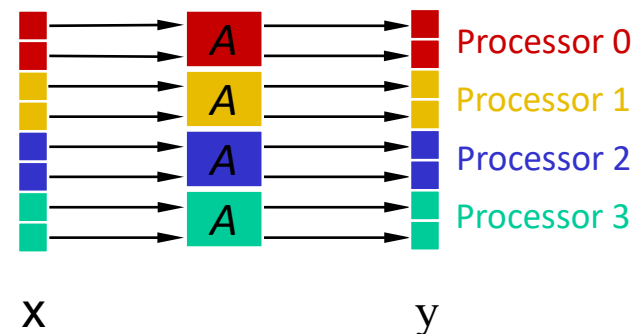 A
Processor 0
A
Processor 1
A
Processor 2
A
Processor 3
x
y